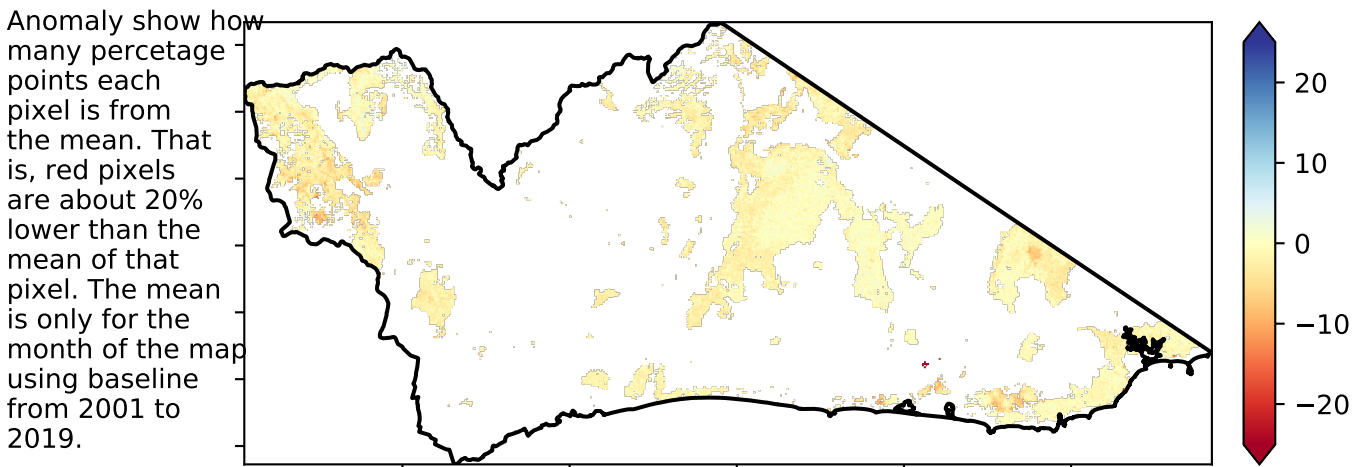 Anomaly show how
many percetage
points each
pixel is from
the mean. That
is, red pixels
are about 20%
lower than the
mean of that
pixel. The mean
is only for the
month of the map
using baseline
from 2001 to
2019.
20
10
0
−10
−20